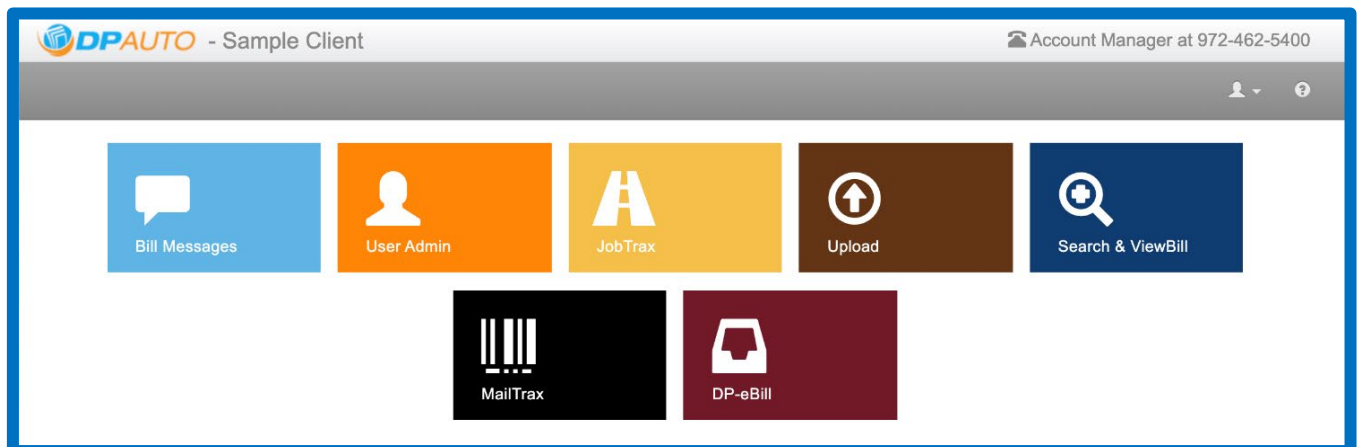 DPAUTO - Sample Client
Account Manager at 972-462-5400
Bill Messages
User Admin
JobTrax
Upload
Search & ViewBill
MailTrax
DP-eBill